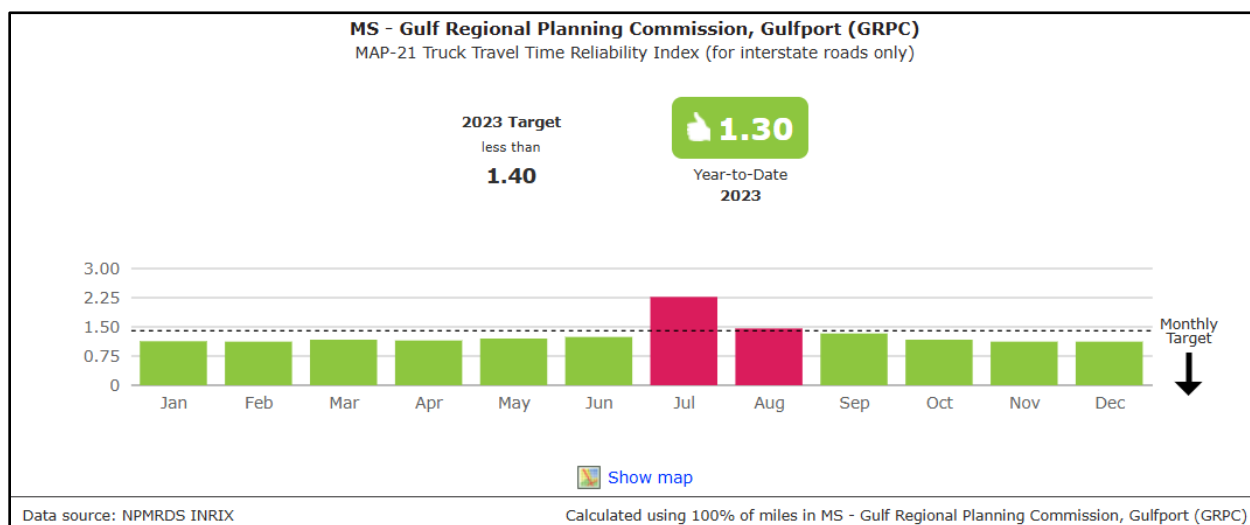 MS - Gulf Regional Planning Commission, Gulfport (GRPC)
MAP-21 Truck Travel Time Reliability Index (for interstate roads only)
2023 Target
less than
1.40
1.30
Year-to-Date
2023
3.00
2.25
1.50
0.75
0
Monthly
Target
Jan Feb Mar Apr May Jun Jul Aug Sep Oct Nov Dec
Show map
Data source: NPMRDS INRIX
Calculated using 100% of miles in MS - Gulf Regional Planning Commission, Gulfport (GRPC)